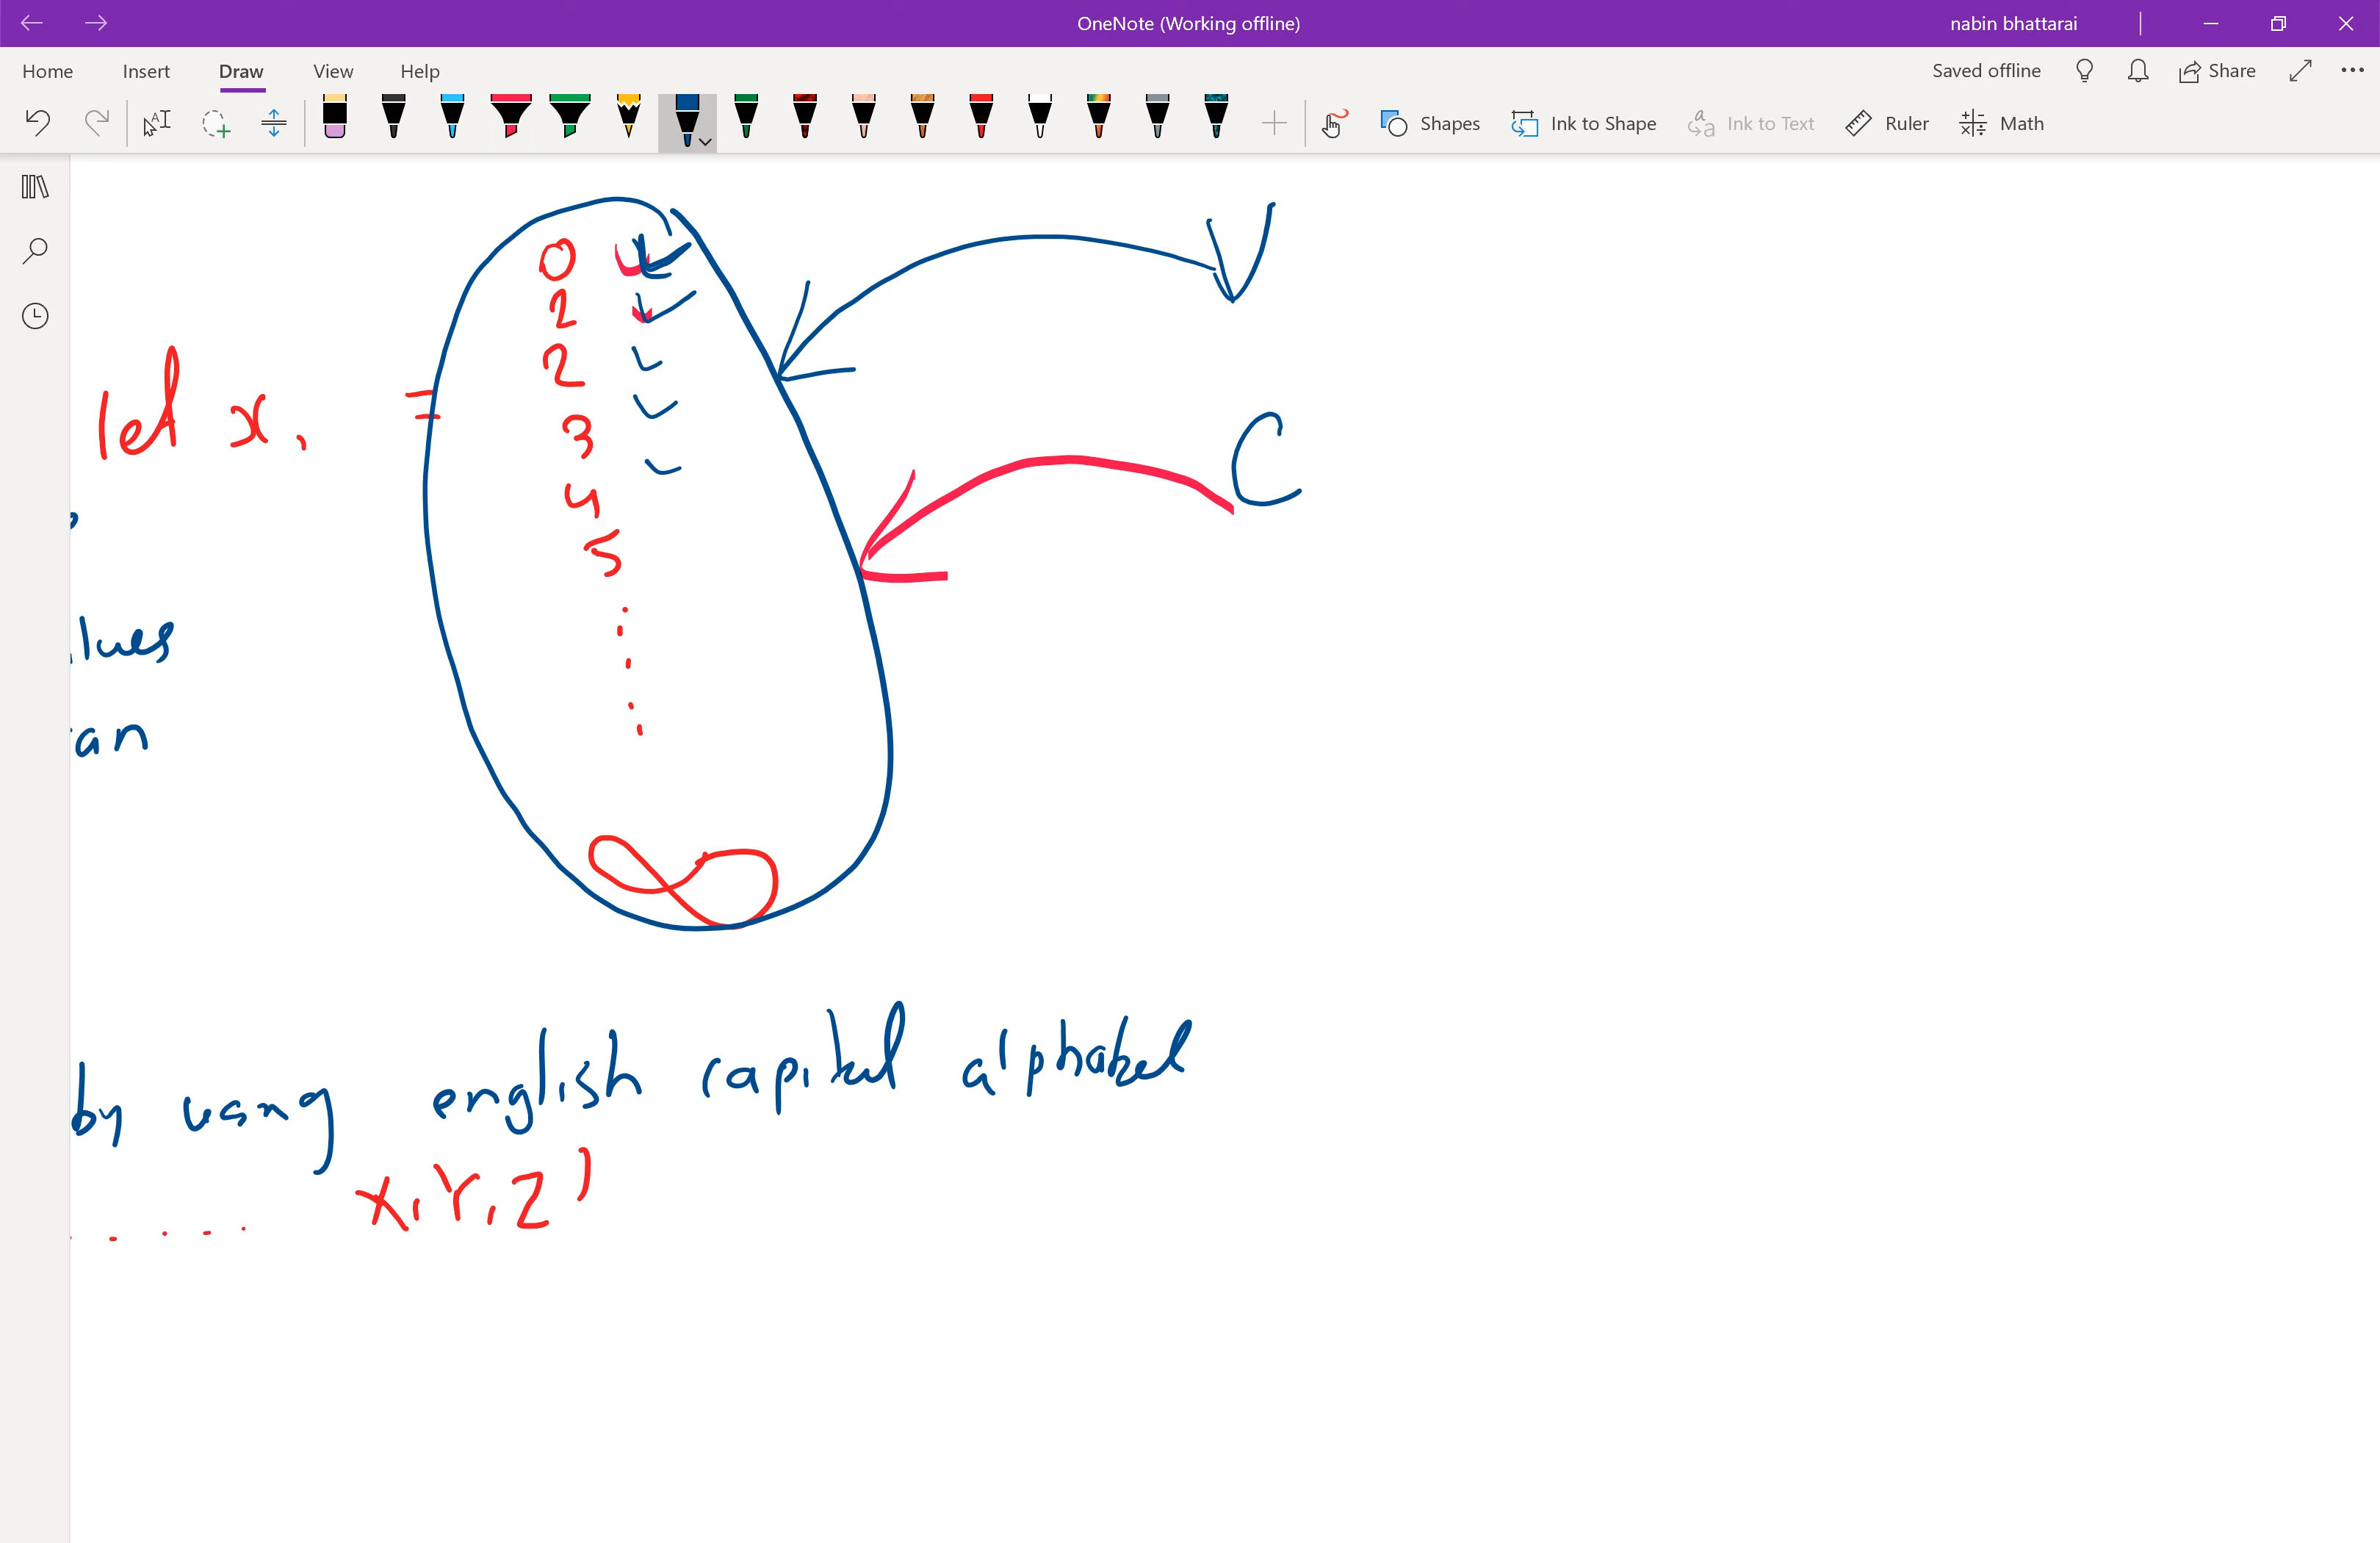 OneNote (Working offline)
nabin bhattarai
Home Insert Draw View Help
Saved offline Share
Shapes Ink to Shape Ink to Text Ruler Math
V
0
2
2
let x, =
3
C
4
5
lues
an
∞
by using english capital alphabet
..... X, Y, Z )